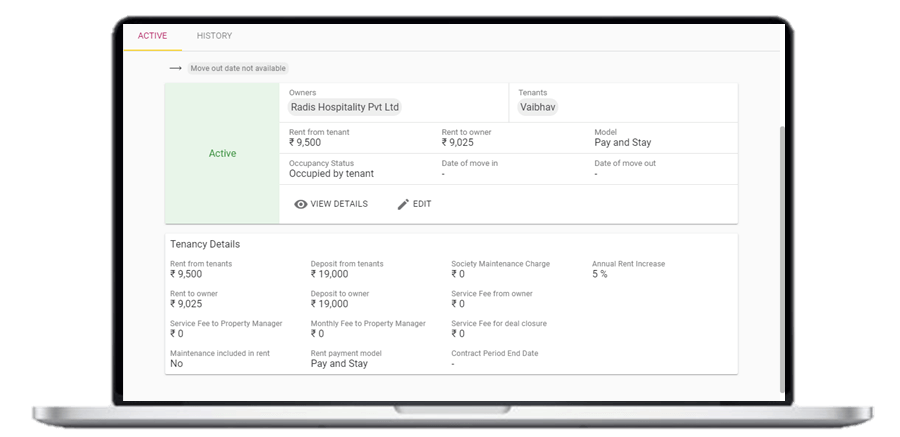 ACTIVE HISTORY
Move out date not available
Owners Tenants
Radis Hospitality Pvt Ltd Vaibhav
Active
Rent from tenant Rent to owner Model
₹ 9,500 ₹ 9,025 Pay and Stay
Occupancy Status Date of move in Date of move out
Occupied by tenant - -
VIEW DETAILS EDIT
Tenancy Details
Rent from tenants Deposit from tenants Society Maintenance Charge Annual Rent Increase
₹ 9,500 ₹ 19,000 ₹ 0 5 %
Rent to owner Deposit to owner Service Fee from owner
₹ 9,025 ₹ 19,000 ₹ 0
Service Fee to Property Manager Monthly Fee to Property Manager Service Fee for deal closure
₹ 0 ₹ 0 ₹ 0
Maintenance included in rent Rent payment model Contract Period End Date
No Pay and Stay -